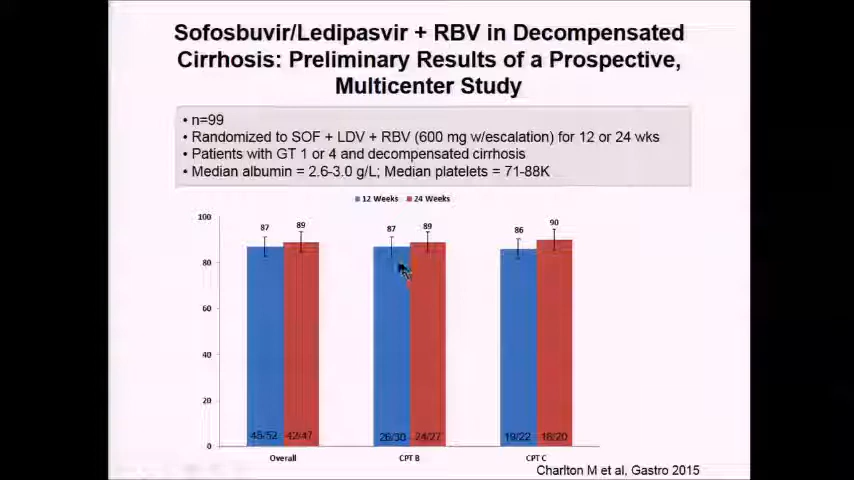 Sofosbuvir/Ledipasvir + RBV in Decompensated
Cirrhosis: Preliminary Results of a Prospective,
Multicenter Study
• n=99
• Randomized to SOF + LDV + RBV (600 mg w/escalation) for 12 or 24 wks
• Patients with GT 1 or 4 and decompensated cirrhosis
• Median albumin = 2.6-3.0 g/L; Median platelets = 71-88K
12 Weeks 24 Weeks
100
80
60
40
20
0
87 89 87 89 86 90
45/52 42/47 26/30 24/27 19/22 18/20
Overall CPT B CPT C
Charlton M et al, Gastro 2015